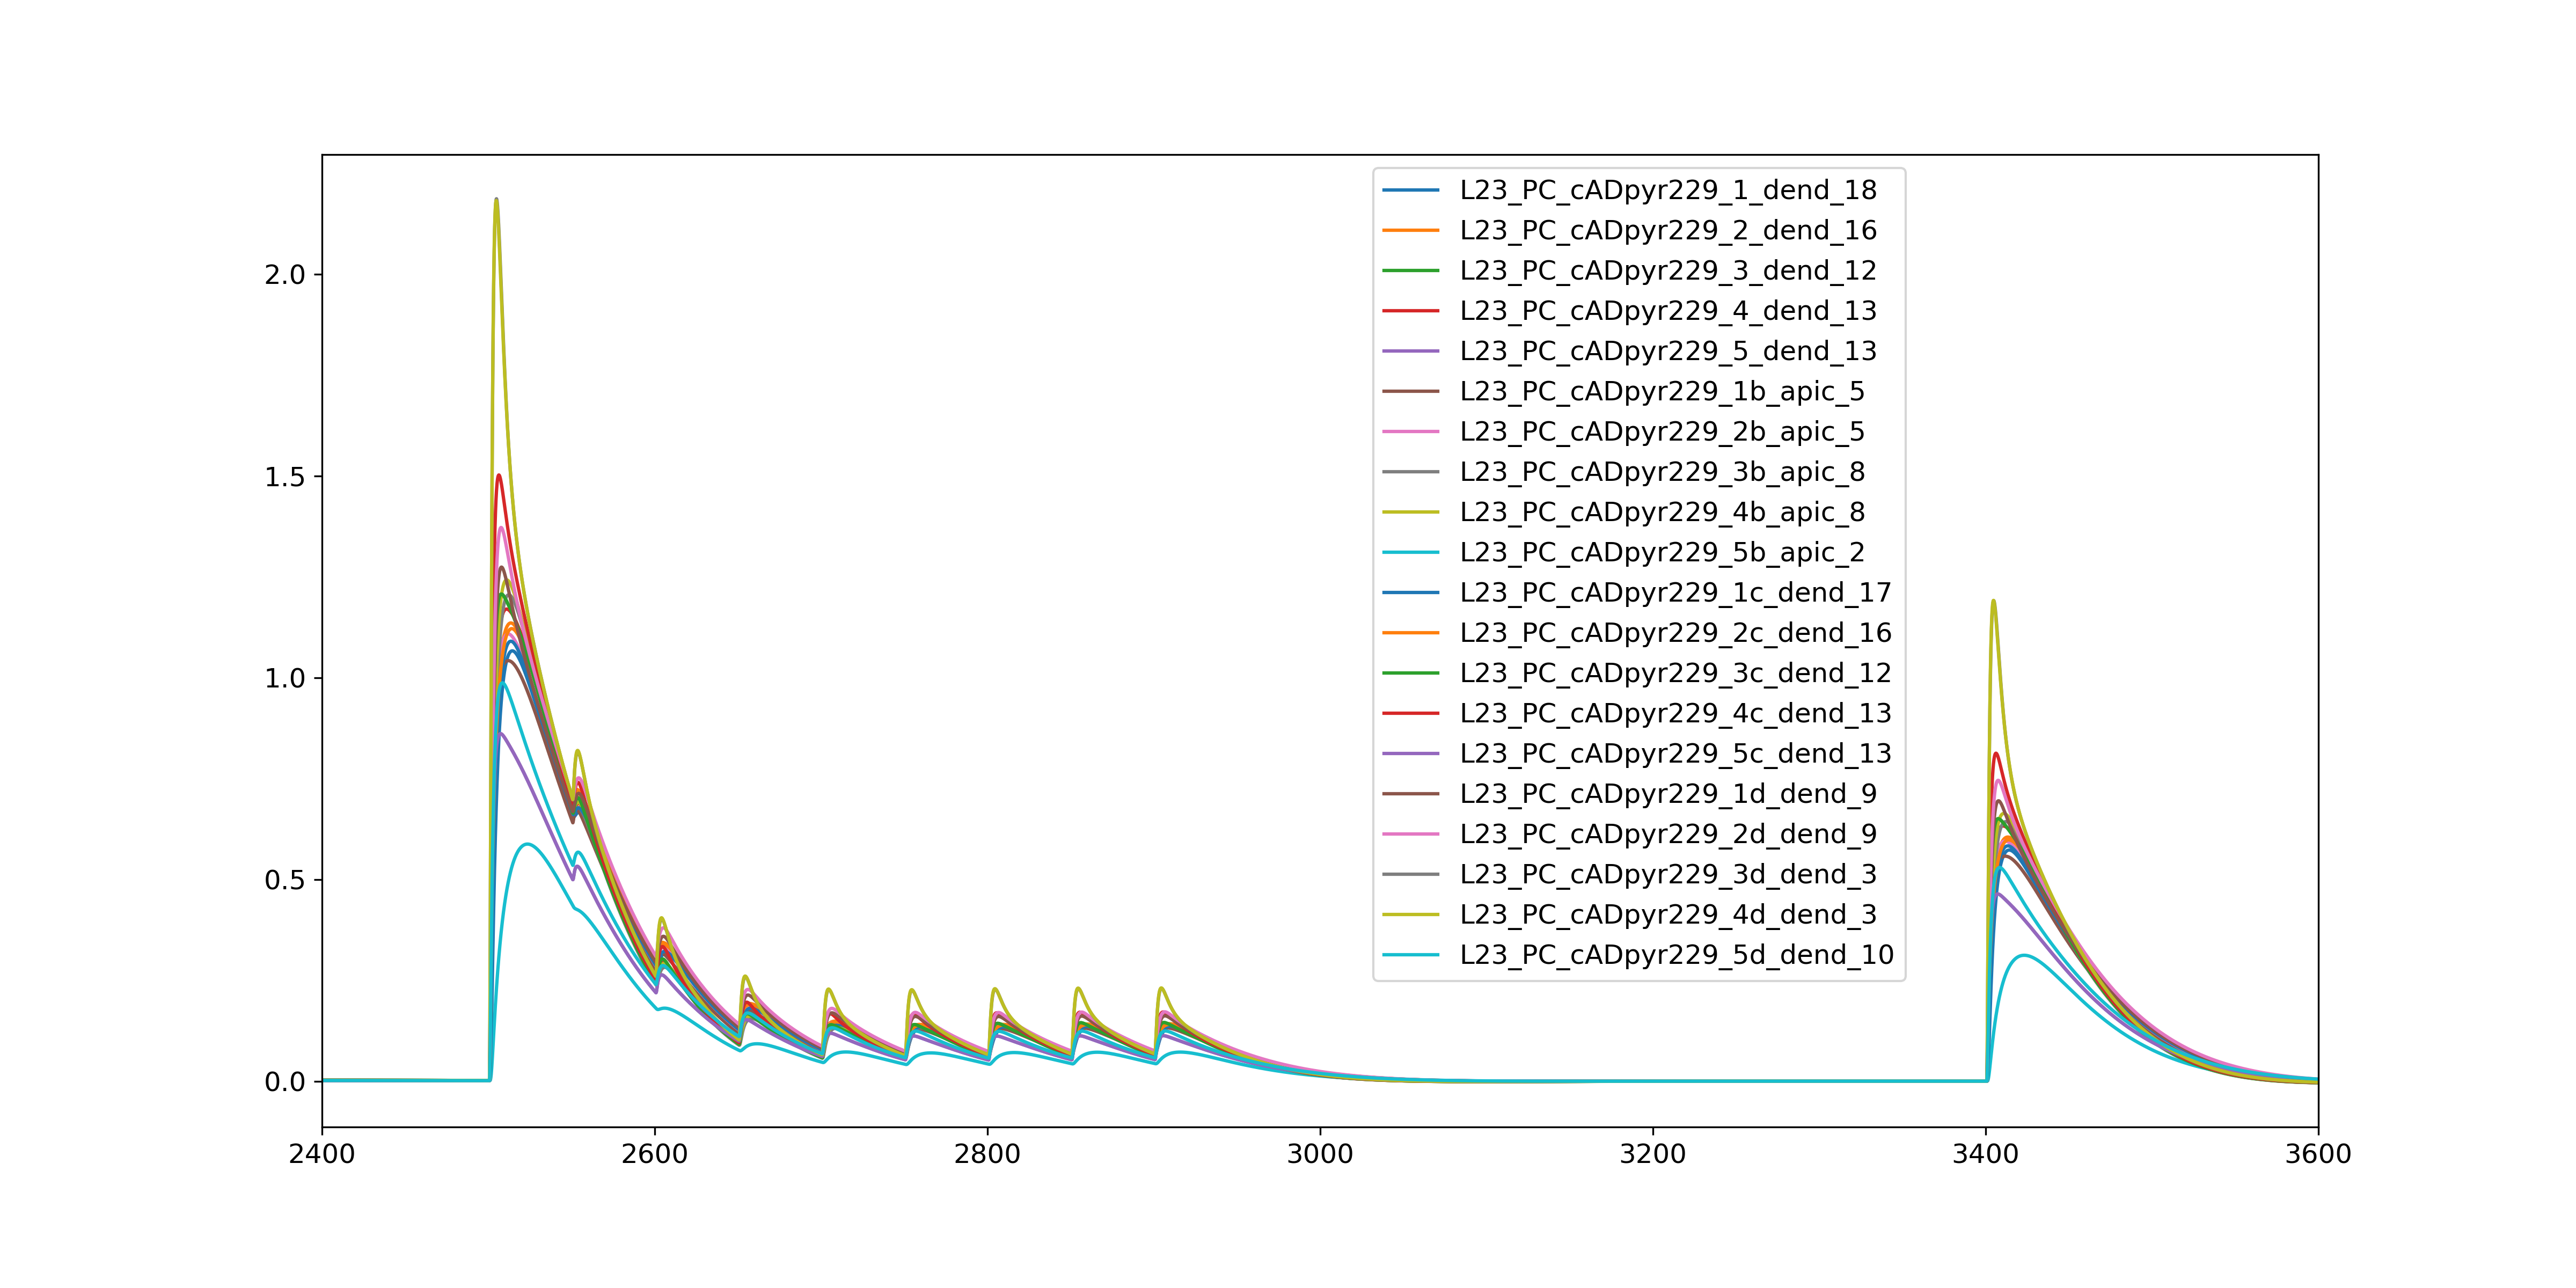 2.0
1.5
1.0
0.5
0.0
2400 2600 2800 3000 3200 3400 3600
L23_PC_cADpyr229_1_dend_18
L23_PC_cADpyr229_2_dend_16
L23_PC_cADpyr229_3_dend_12
L23_PC_cADpyr229_4_dend_13
L23_PC_cADpyr229_5_dend_13
L23_PC_cADpyr229_1b_apic_5
L23_PC_cADpyr229_2b_apic_5
L23_PC_cADpyr229_3b_apic_8
L23_PC_cADpyr229_4b_apic_8
L23_PC_cADpyr229_5b_apic_2
L23_PC_cADpyr229_1c_dend_17
L23_PC_cADpyr229_2c_dend_16
L23_PC_cADpyr229_3c_dend_12
L23_PC_cADpyr229_4c_dend_13
L23_PC_cADpyr229_5c_dend_13
L23_PC_cADpyr229_1d_dend_9
L23_PC_cADpyr229_2d_dend_9
L23_PC_cADpyr229_3d_dend_3
L23_PC_cADpyr229_4d_dend_3
L23_PC_cADpyr229_5d_dend_10